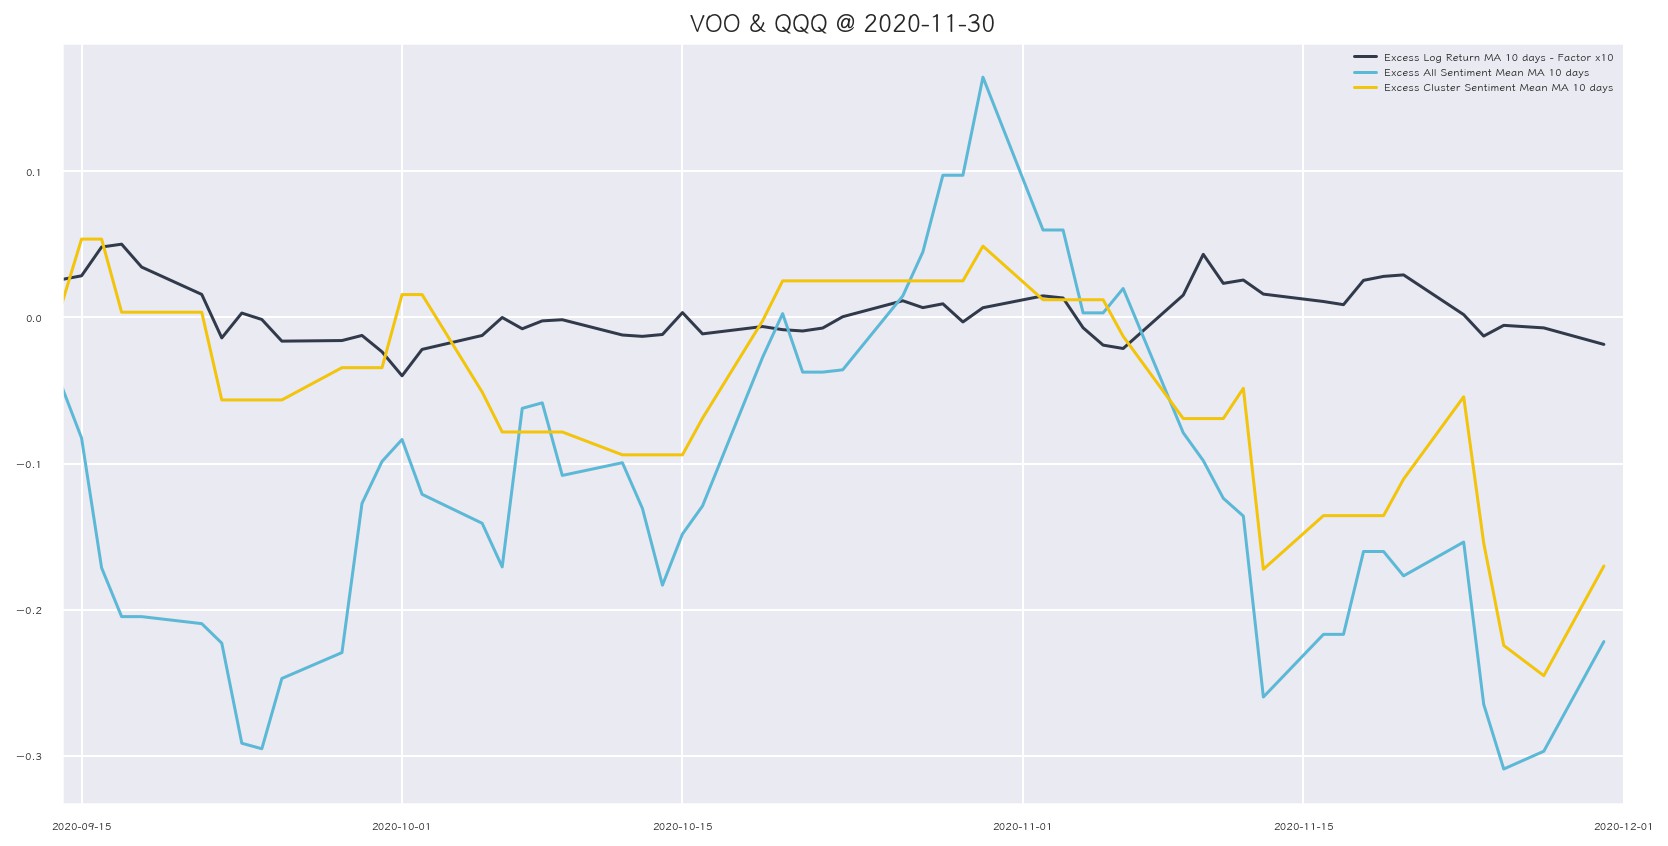 VOO & QQQ @ 2020-11-30
Excess Log Return MA 10 days - Factor x10
Excess All Sentiment Mean MA 10 days
Excess Cluster Sentiment Mean MA 10 days
0.1
0.0
−0.1
−0.2
−0.3
2020-09-15
2020-10-01
2020-10-15
2020-11-01
2020-11-15
2020-12-01